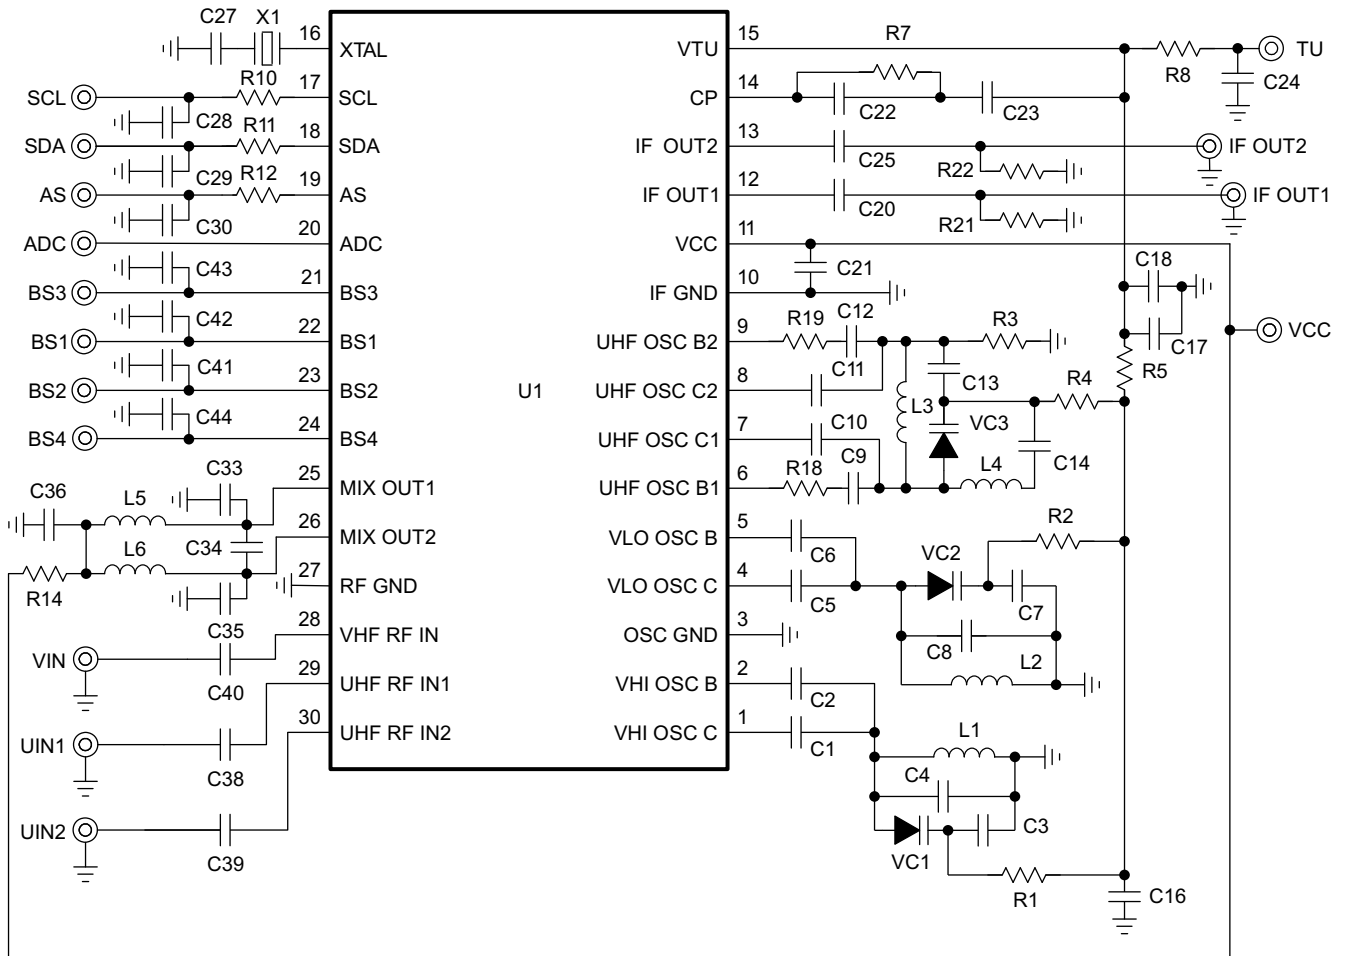 C27 X1 16 XTAL VTU 15 R7 R8 TU
C24
SCL R10 17 SCL CP 14 C22 C23
C28
SDA R11 18 SDA IF OUT2 13 C25 R22 IF OUT2
C29
AS R12 19 AS IF OUT1 12 C20 R21 IF OUT1
C30
ADC 20 ADC VCC 11
C43 C21 C18
BS3 21 BS3 IF GND 10
C42 C12 C17
BS1 22 BS1 UHF OSC B2 9 R19 R3 VCC
C41 C11 C13 R5
BS2 23 BS2 U1 UHF OSC C2 8 L3 R4
C44 C10 VC3
BS4 24 BS4 UHF OSC C1 7
C33 C9 C14
C36 L5 25 MIX OUT1 UHF OSC B1 6 R18 L4
C34 L6 26 MIX OUT2 VLO OSC B 5 C6 VC2 R2
R14 27 RF GND VLO OSC C 4 C5 C7
C35
28 VHF RF IN OSC GND 3 C8
VIN C40 L2
29 UHF RF IN1 VHI OSC B 2 C2
UIN1 C38
30 UHF RF IN2 VHI OSC C 1 C1 L1
C4
UIN2 C39 VC1 C3
R1 C16